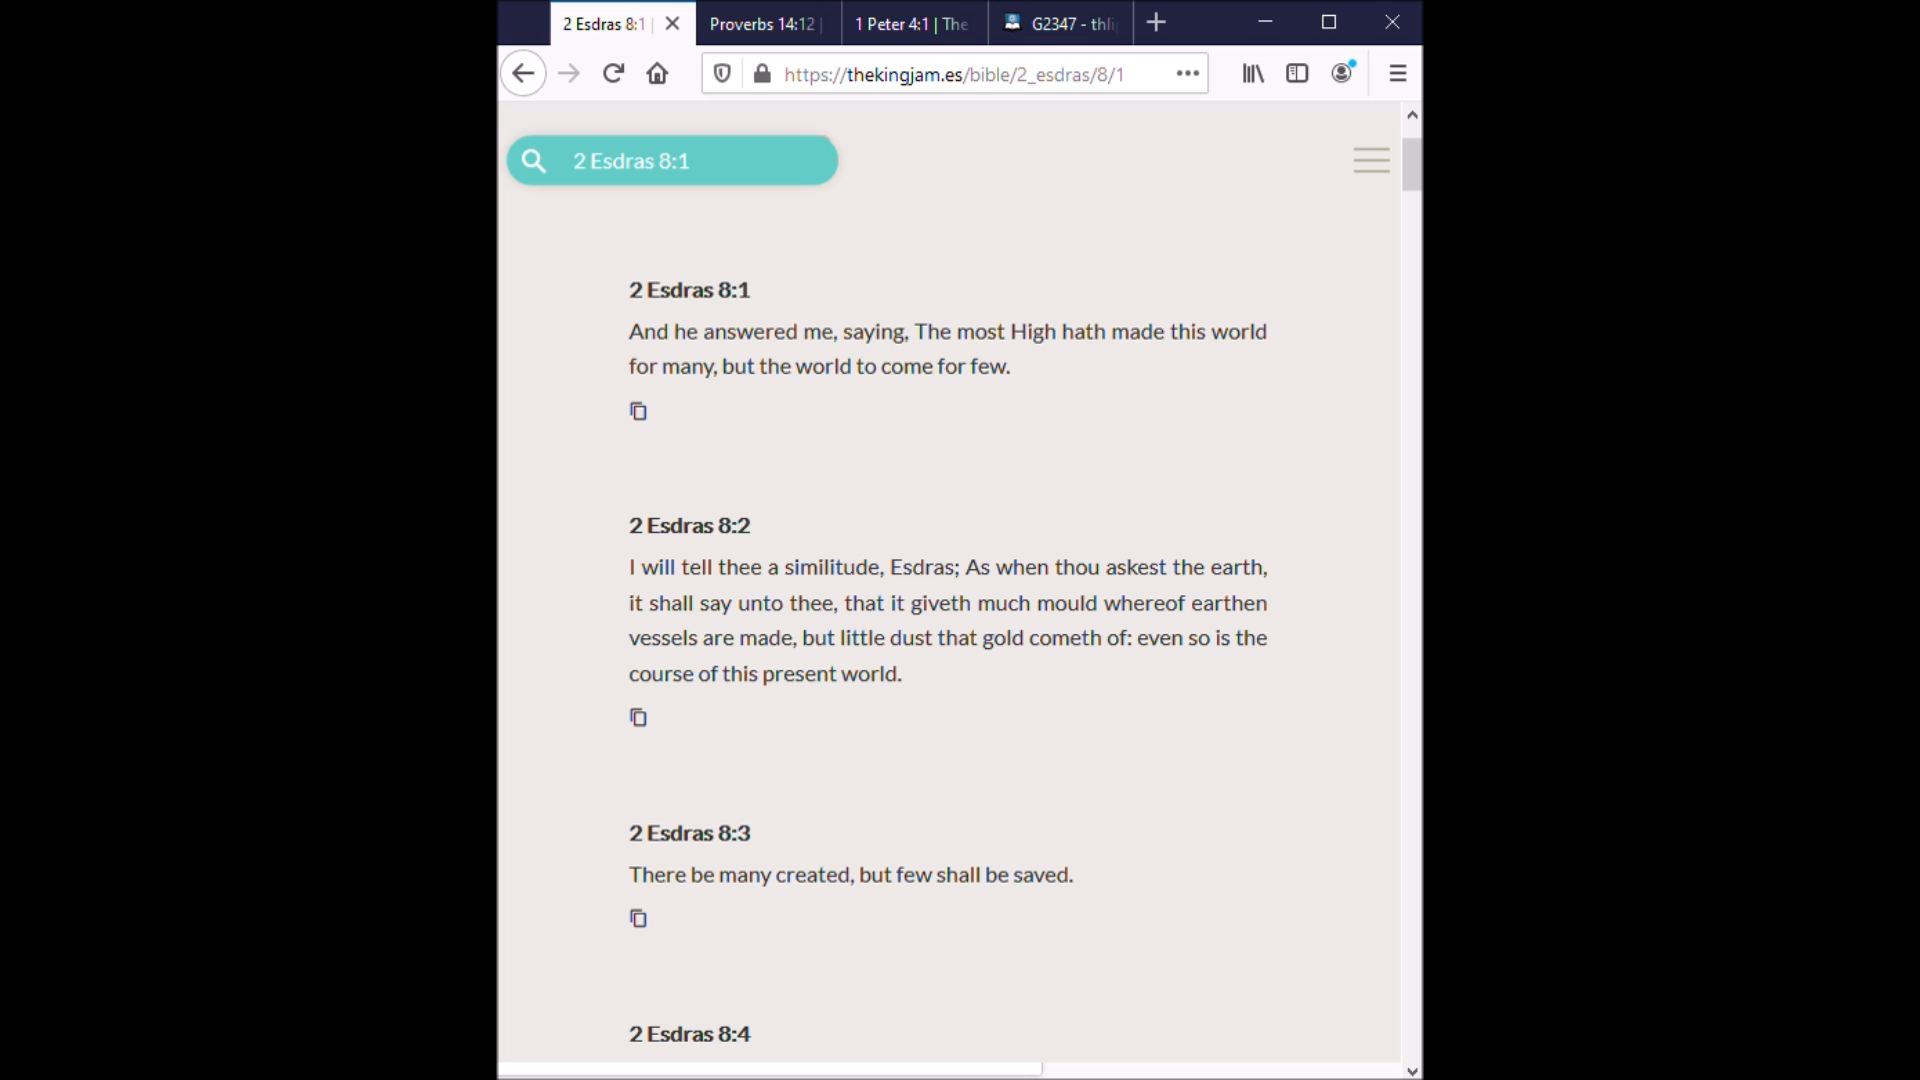 2 Esdras 8:1
Proverbs 14:12
1 Peter 4:1 | The
G2347 - thli
https://thekingjam.es/bible/2_esdras/8/1
2 Esdras 8:1
2 Esdras 8:1
And he answered me, saying, The most High hath made this world
for many, but the world to come for few.
2 Esdras 8:2
I will tell thee a similitude, Esdras; As when thou askest the earth,
it shall say unto thee, that it giveth much mould whereof earthen
vessels are made, but little dust that gold cometh of: even so is the
course of this present world.
2 Esdras 8:3
There be many created, but few shall be saved.
2 Esdras 8:4